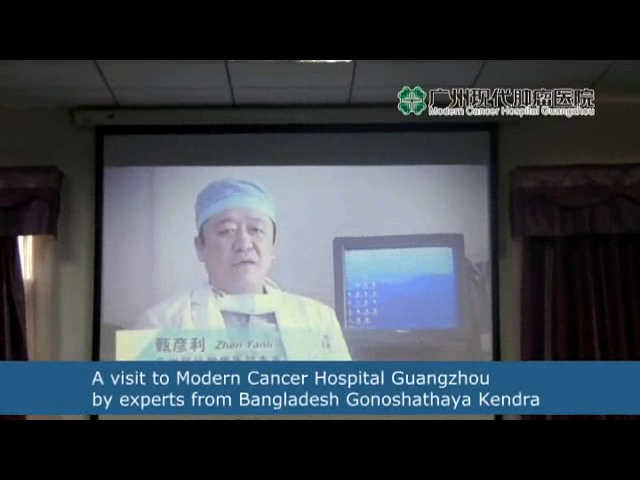 广州现代肿瘤医院
Modern Cancer Hospital Guangzhou
甄彦利 Zhen Yanli
A visit to Modern Cancer Hospital Guangzhou
by experts from Bangladesh Gonoshathaya Kendra